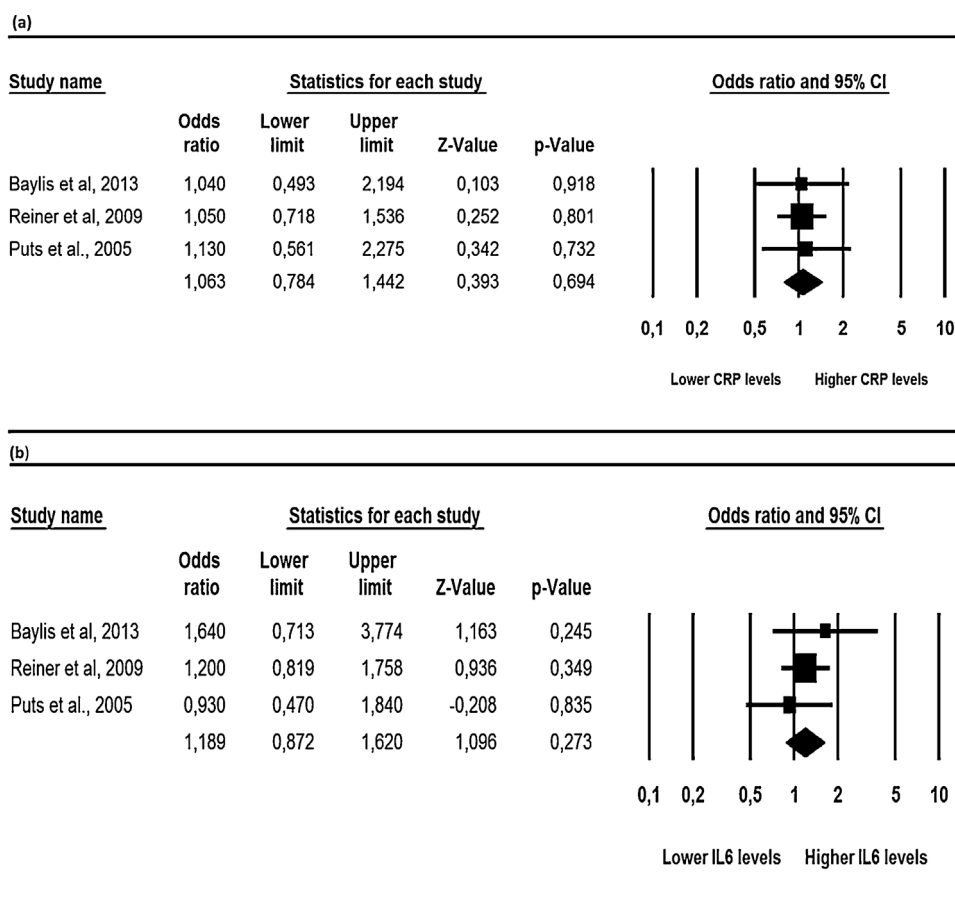 (a)
Study name Statistics for each study Odds ratio and 95% CI
Odds Lower Upper
ratio limit limit Z-Value p-Value
Baylis et al, 2013 1,040 0,493 2,194 0,103 0,918
Reiner et al, 2009 1,050 0,718 1,536 0,252 0,801
Puts et al., 2005 1,130 0,561 2,275 0,342 0,732
1,063 0,784 1,442 0,393 0,694
0,1 0,2 0,5 1 2 5 10
Lower CRP levels Higher CRP levels
(b)
Study name Statistics for each study Odds ratio and 95% CI
Odds Lower Upper
ratio limit limit Z-Value p-Value
Baylis et al, 2013 1,640 0,713 3,774 1,163 0,245
Reiner et al, 2009 1,200 0,819 1,758 0,936 0,349
Puts et al., 2005 0,930 0,470 1,840 -0,208 0,835
1,189 0,872 1,620 1,096 0,273
0,1 0,2 0,5 1 2 5 10
Lower IL6 levels Higher IL6 levels